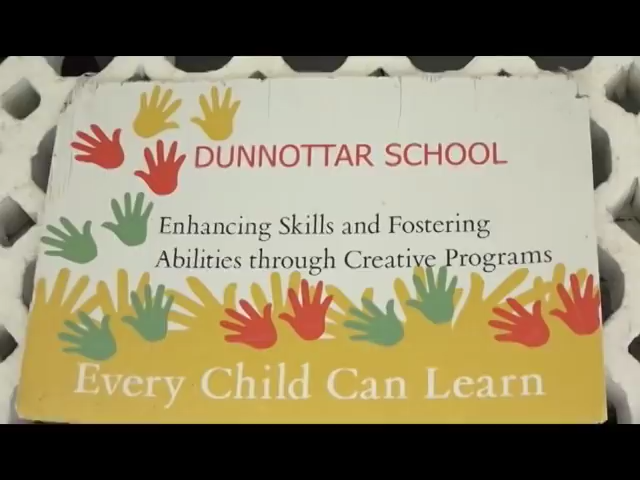 DUNNOTTAR SCHOOL
Enhancing Skills and Fostering
Abilities through Creative Programs
Every Child Can Learn